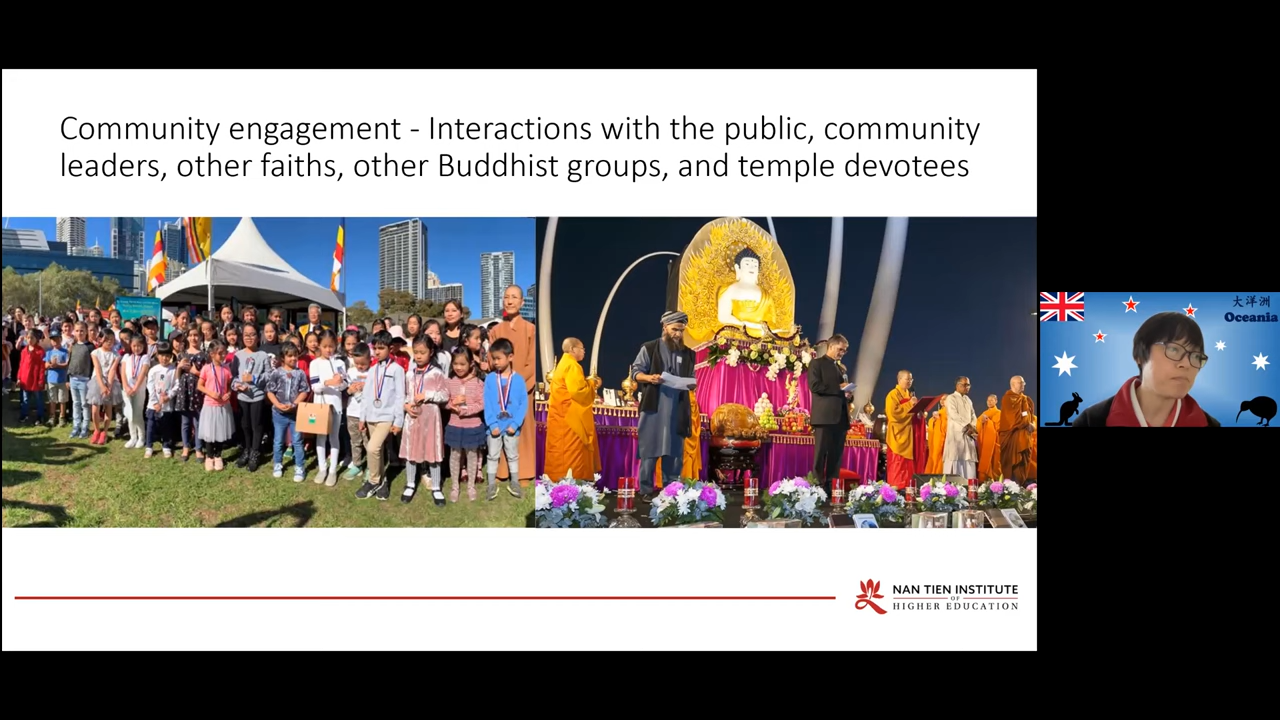 Community engagement - Interactions with the public, community
leaders, other faiths, other Buddhist groups, and temple devotees
NAN TIEN INSTITUTE
OF
HIGHER EDUCATION
大洋洲
Oceania